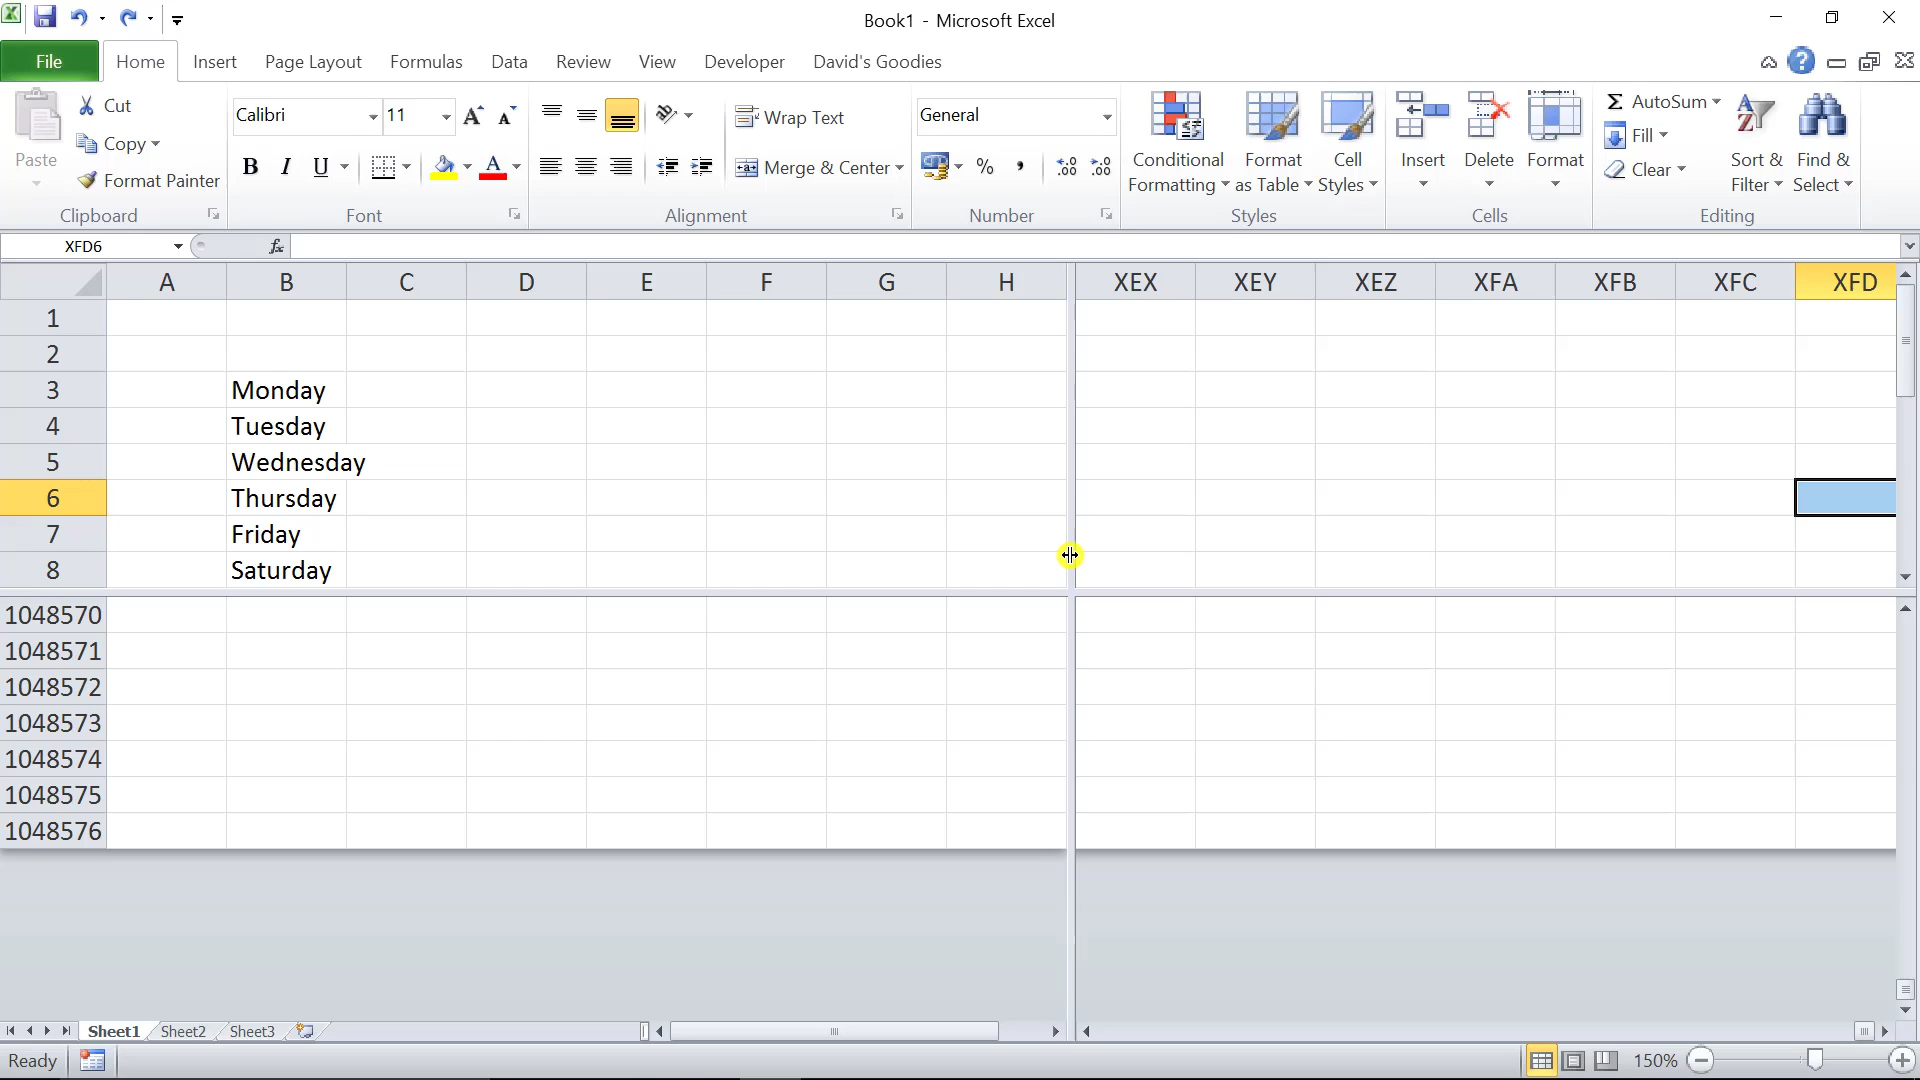 Book1 - Microsoft Excel
File Home Insert Page Layout Formulas Data Review View Developer David's Goodies
Paste
Cut
Copy
Format Painter
Clipboard
Calibri 11
B I U A
Font
Wrap Text
Merge & Center
Alignment
General
% , .00
Number
Conditional Formatting
Format as Table
Cell Styles
Styles
Insert Delete Format
Cells
Σ AutoSum
Fill
Clear
Sort & Filter
Find & Select
Editing
XFD6 fx
A B C D E F G H XEX XEY XEZ XFA XFB XFC XFD
1
2
3 Monday
4 Tuesday
5 Wednesday
6 Thursday
7 Friday
8 Saturday
1048570
1048571
1048572
1048573
1048574
1048575
1048576
Sheet1 Sheet2 Sheet3
Ready 150%